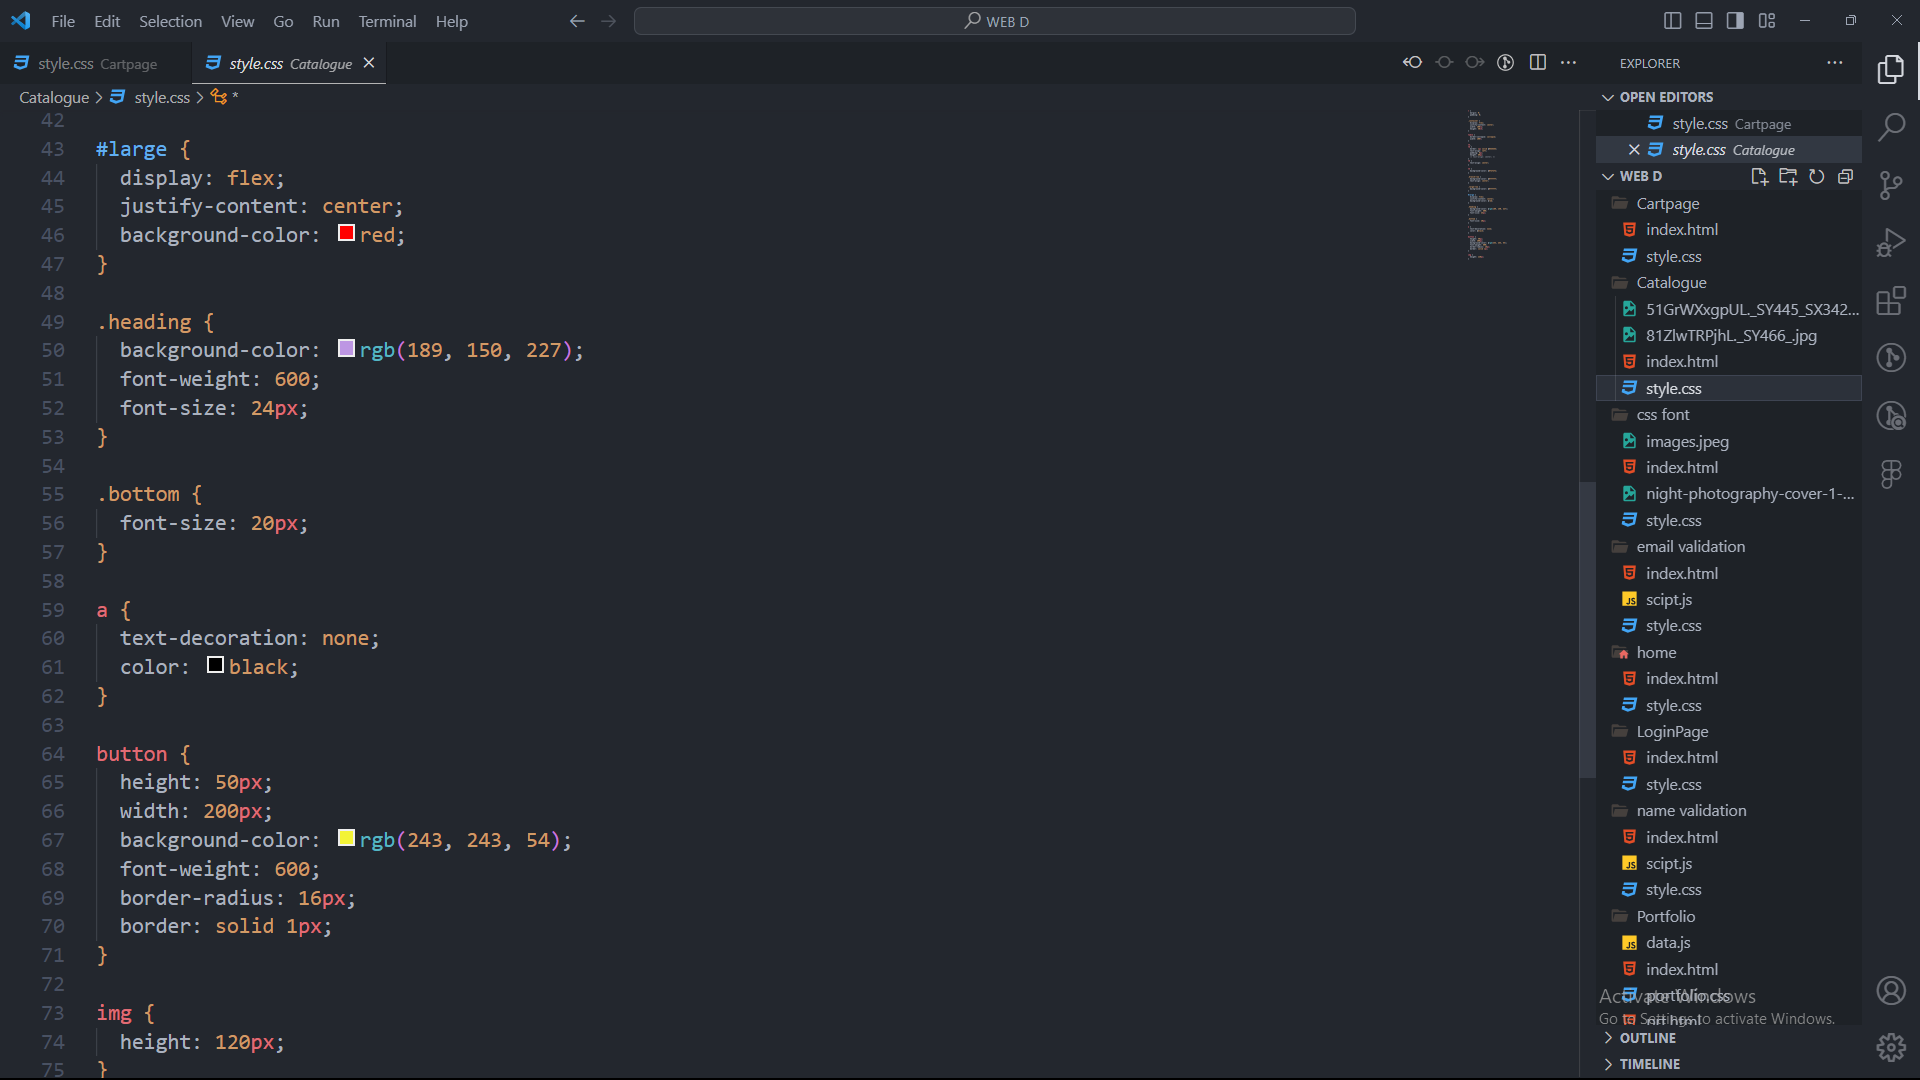 File Edit Selection View Go Run Terminal Help
WEB D
style.css Cartpage
style.css Catalogue
Catalogue > style.css > *
42
43 #large {
44 display: flex;
45 justify-content: center;
46 background-color: red;
47 }
48
49 .heading {
50 background-color: rgb(189, 150, 227);
51 font-weight: 600;
52 font-size: 24px;
53 }
54
55 .bottom {
56 font-size: 20px;
57 }
58
59 a {
60 text-decoration: none;
61 color: black;
62 }
63
64 button {
65 height: 50px;
66 width: 200px;
67 background-color: rgb(243, 243, 54);
68 font-weight: 600;
69 border-radius: 16px;
70 border: solid 1px;
71 }
72
73 img {
74 height: 120px;
75 }
EXPLORER
OPEN EDITORS
style.css Cartpage
style.css Catalogue
WEB D
Cartpage
index.html
style.css
Catalogue
51GrWXxgpUL._SY445_SX342...
81ZlwTRPjhL._SY466_.jpg
index.html
style.css
css font
images.jpeg
index.html
night-photography-cover-1-...
style.css
email validation
index.html
scipt.js
style.css
home
index.html
style.css
LoginPage
index.html
style.css
name validation
index.html
scipt.js
style.css
Portfolio
data.js
index.html
portfolio.css
Activate Windows
Go to Settings to activate Windows.
OUTLINE
TIMELINE